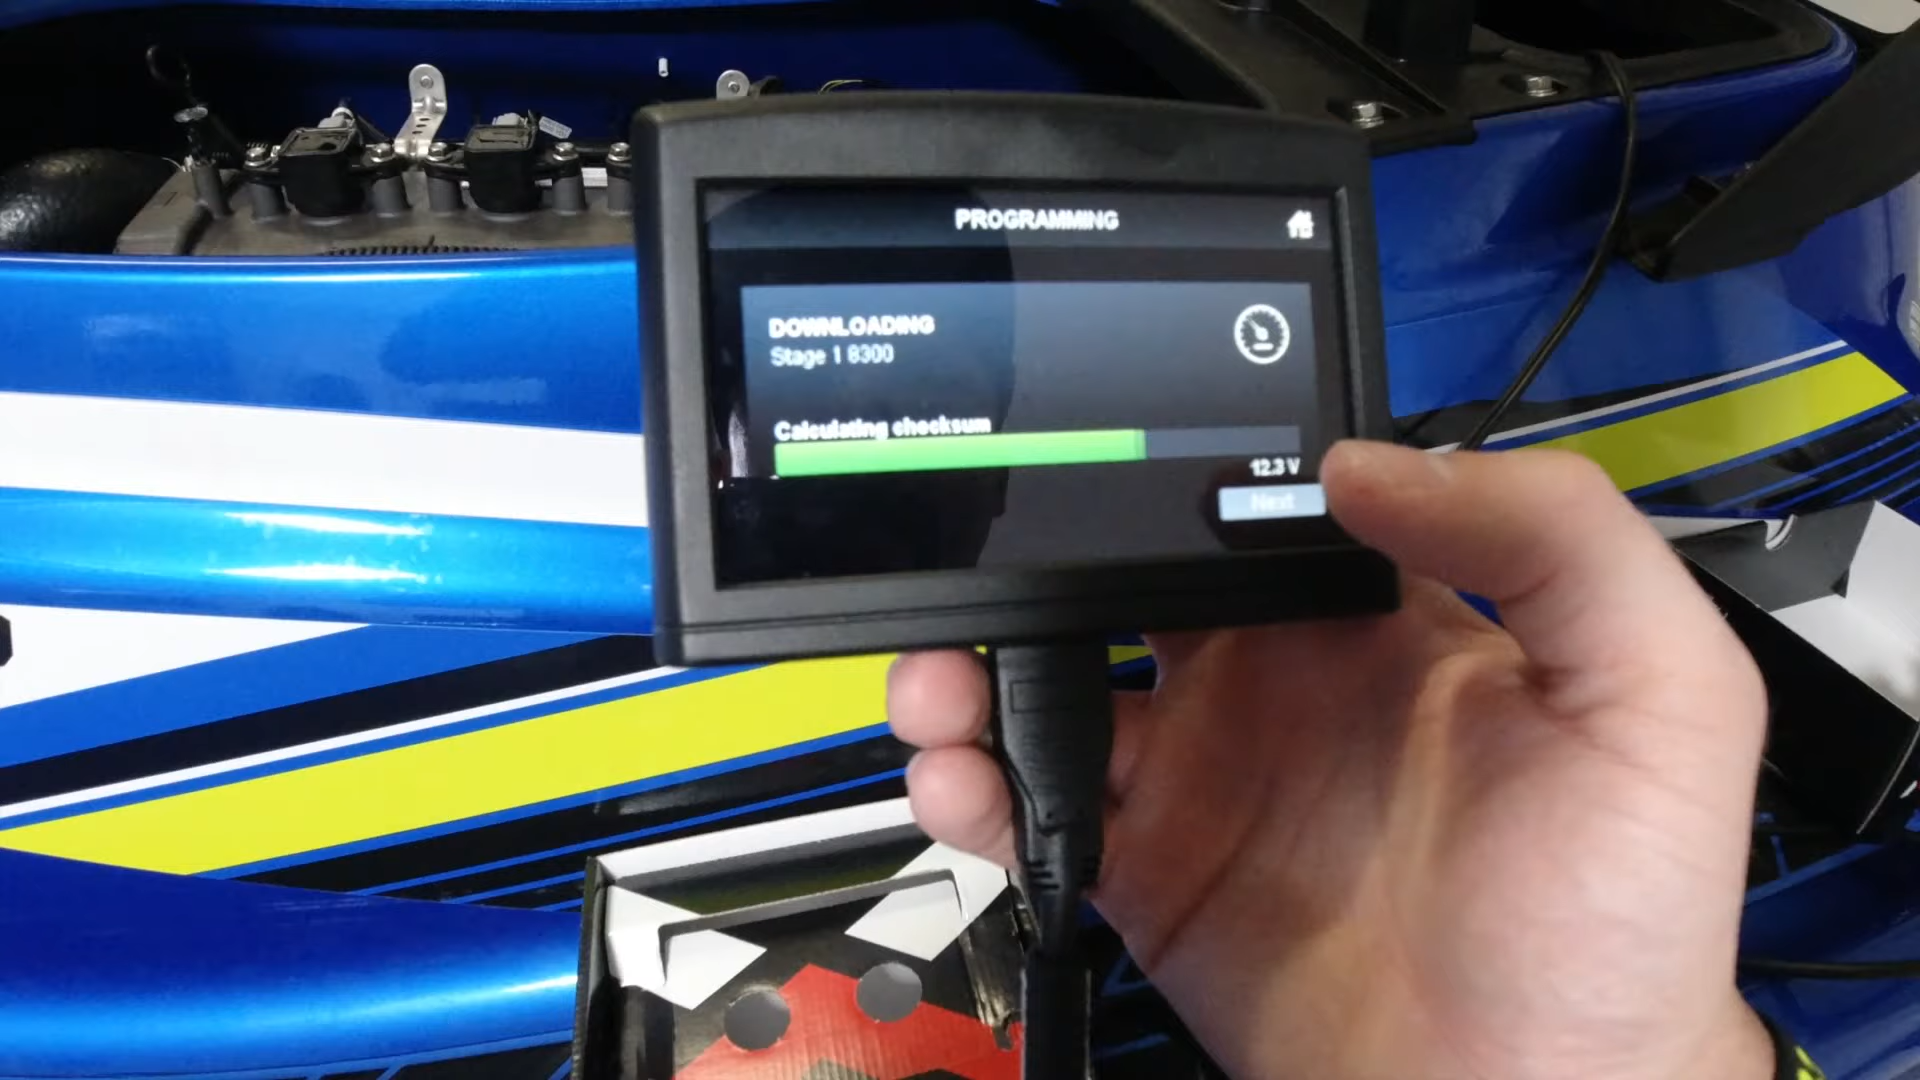 PROGRAMMING
DOWNLOADING
Stage 1 8300
Calculating checksum
12.3 V
Next